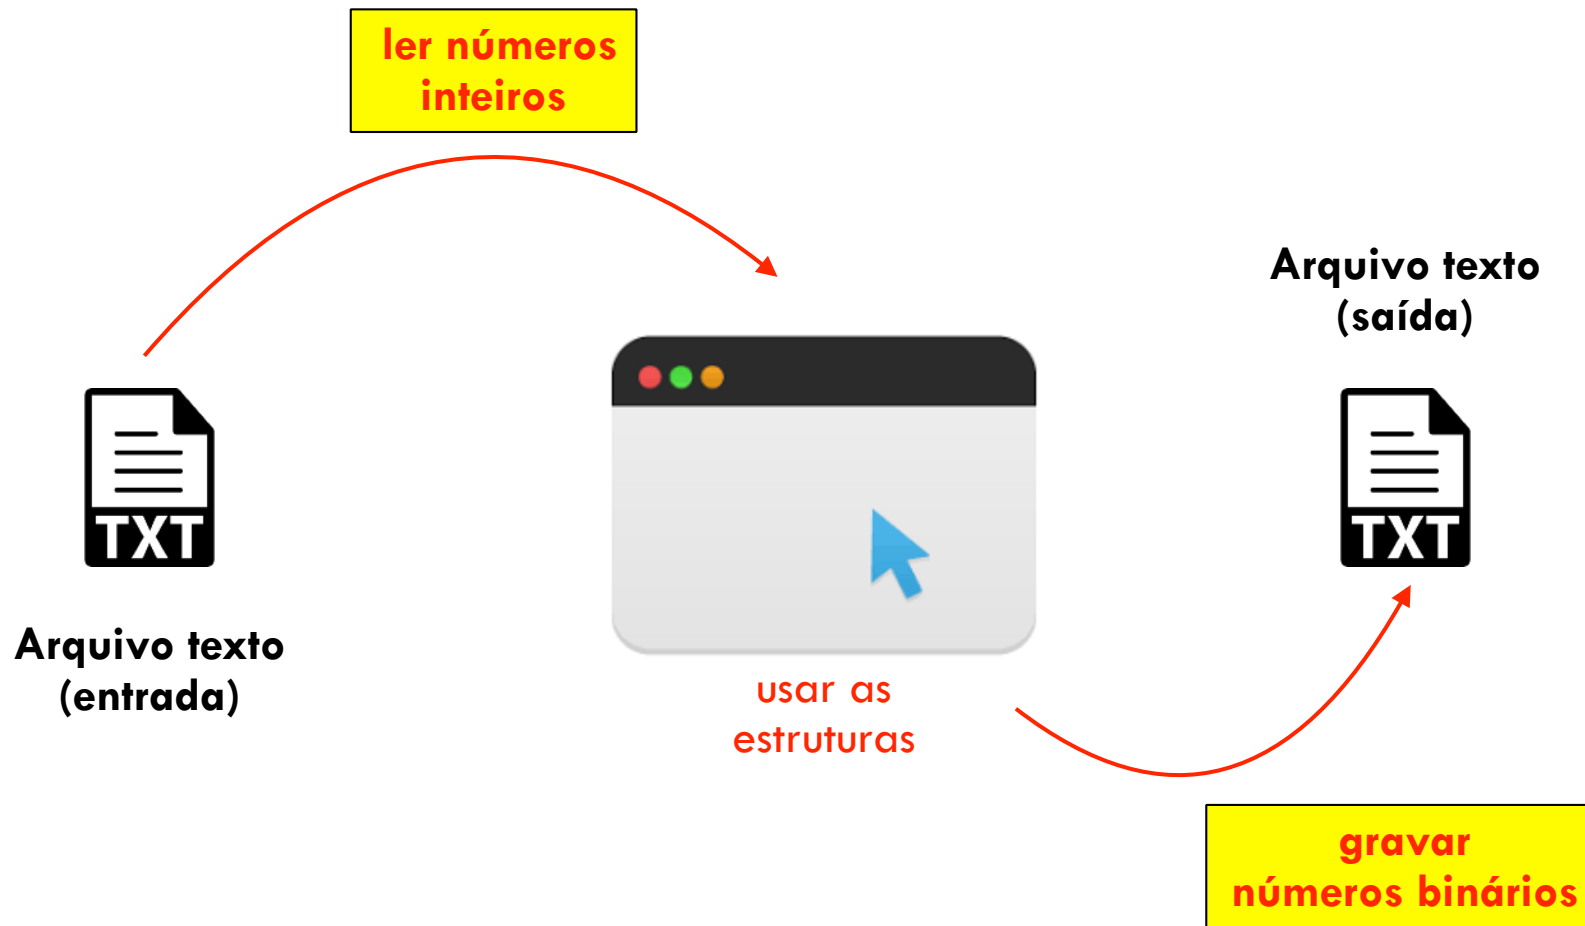 ler números
inteiros
Arquivo texto
(saída)
TXT
TXT
Arquivo texto
(entrada)
usar as
estruturas
gravar
números binários